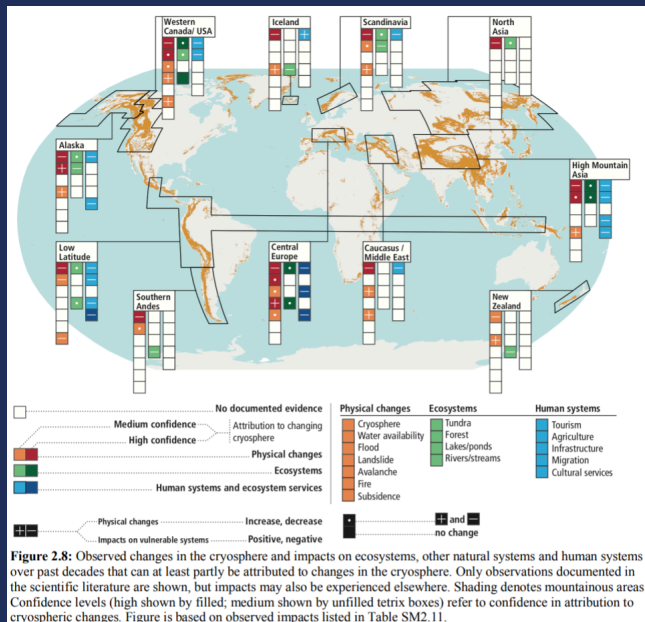 Western
Canada/ USA
Iceland
Scandinavia
North
Asia
Alaska
High Mountain
Asia
Low
Latitude
Southern
Andes
Central
Europe
Caucasus /
Middle East
New
Zealand
No documented evidence
Medium confidence
High confidence
Attribution to changing
cryosphere
Physical changes
Ecosystems
Human systems and ecosystem services
Physical changes
Cryosphere
Water availability
Flood
Landslide
Avalanche
Fire
Subsidence
Ecosystems
Tundra
Forest
Lakes/ponds
Rivers/streams
Human systems
Tourism
Agriculture
Infrastructure
Migration
Cultural services
Physical changes Increase, decrease
Impacts on vulnerable systems Positive, negative
+ and −
no change
Figure 2.8: Observed changes in the cryosphere and impacts on ecosystems, other natural systems and human systems
over past decades that can at least partly be attributed to changes in the cryosphere. Only observations documented in
the scientific literature are shown, but impacts may also be experienced elsewhere. Shading denotes mountainous areas
Confidence levels (high shown by filled; medium shown by unfilled tetrix boxes) refer to confidence in attribution to
cryospheric changes. Figure is based on observed impacts listed in Table SM2.11.